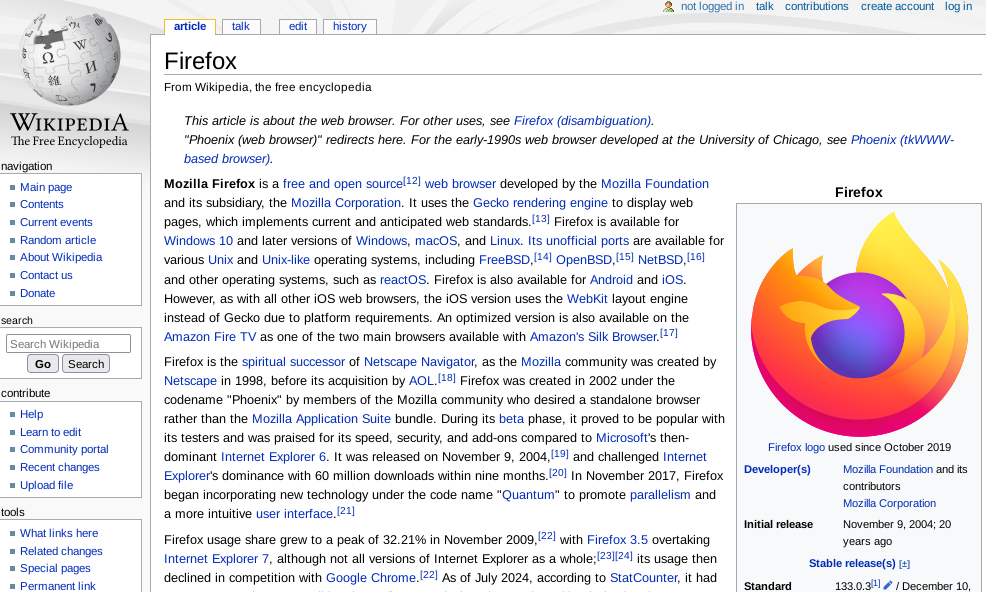 not logged in talk contributions create account log in
article talk edit history
WIKIPEDIA
The Free Encyclopedia
navigation
Main page
Contents
Current events
Random article
About Wikipedia
Contact us
Donate
search
Search Wikipedia
Go Search
contribute
Help
Learn to edit
Community portal
Recent changes
Upload file
tools
What links here
Related changes
Special pages
Permanent link
Firefox
From Wikipedia, the free encyclopedia
This article is about the web browser. For other uses, see Firefox (disambiguation).
"Phoenix (web browser)" redirects here. For the early-1990s web browser developed at the University of Chicago, see Phoenix (tkWWW-
based browser).
Mozilla Firefox is a free and open source[12] web browser developed by the Mozilla Foundation
and its subsidiary, the Mozilla Corporation. It uses the Gecko rendering engine to display web
pages, which implements current and anticipated web standards.[13] Firefox is available for
Windows 10 and later versions of Windows, macOS, and Linux. Its unofficial ports are available for
various Unix and Unix-like operating systems, including FreeBSD,[14] OpenBSD,[15] NetBSD,[16]
and other operating systems, such as reactOS. Firefox is also available for Android and iOS.
However, as with all other iOS web browsers, the iOS version uses the WebKit layout engine
instead of Gecko due to platform requirements. An optimized version is also available on the
Amazon Fire TV as one of the two main browsers available with Amazon's Silk Browser.[17]
Firefox is the spiritual successor of Netscape Navigator, as the Mozilla community was created by
Netscape in 1998, before its acquisition by AOL.[18] Firefox was created in 2002 under the
codename "Phoenix" by members of the Mozilla community who desired a standalone browser
rather than the Mozilla Application Suite bundle. During its beta phase, it proved to be popular with
its testers and was praised for its speed, security, and add-ons compared to Microsoft's then-
dominant Internet Explorer 6. It was released on November 9, 2004,[19] and challenged Internet
Explorer's dominance with 60 million downloads within nine months.[20] In November 2017, Firefox
began incorporating new technology under the code name "Quantum" to promote parallelism and
a more intuitive user interface.[21]
Firefox usage share grew to a peak of 32.21% in November 2009,[22] with Firefox 3.5 overtaking
Internet Explorer 7, although not all versions of Internet Explorer as a whole;[23][24] its usage then
declined in competition with Google Chrome.[22] As of July 2024, according to StatCounter, it had
Firefox
Firefox logo used since October 2019
Developer(s) Mozilla Foundation and its
contributors
Mozilla Corporation
Initial release November 9, 2004; 20
years ago
Stable release(s) [±]
Standard 133.0.3[1] / December 10,